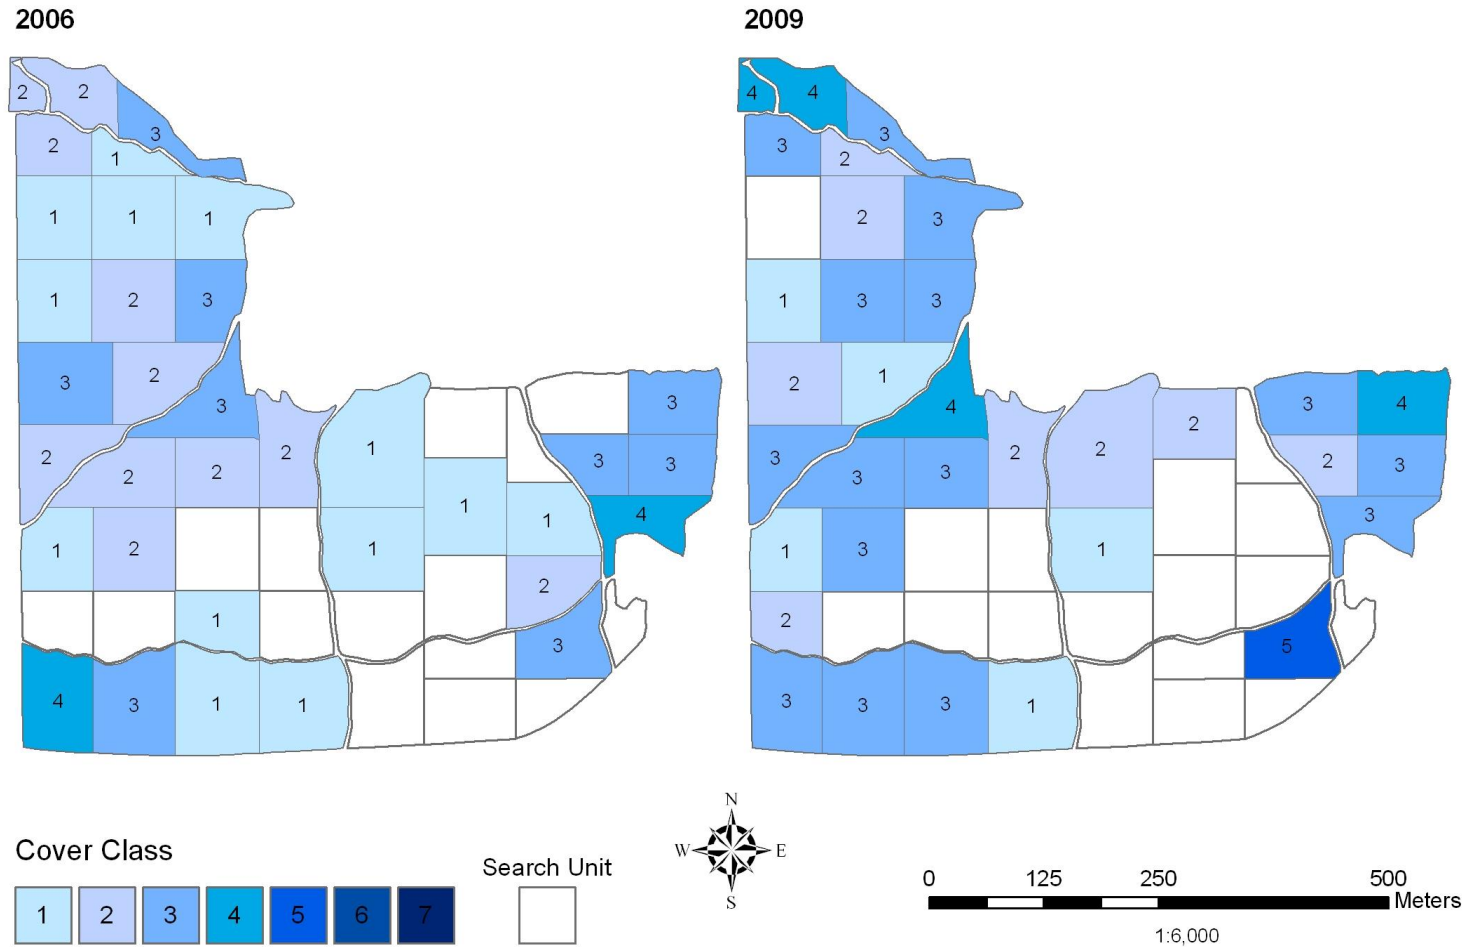 2006 2009
2 2 3 4 4 3
2 1 3 2
1 1 1 2 3
1 2 3 1 3 3
3 2 3 2 1 4
3 3 4
2 2 2 2 1 3 3 3 3 3 2 2 2 2 3
1 1 4 3
1 2 1 2 1 3 1
1 3 2 5
4 3 1 1 3 3 3 1
N
W E
S
Cover Class
Search Unit
1 2 3 4 5 6 7
0 125 250 500
Meters
1:6,000